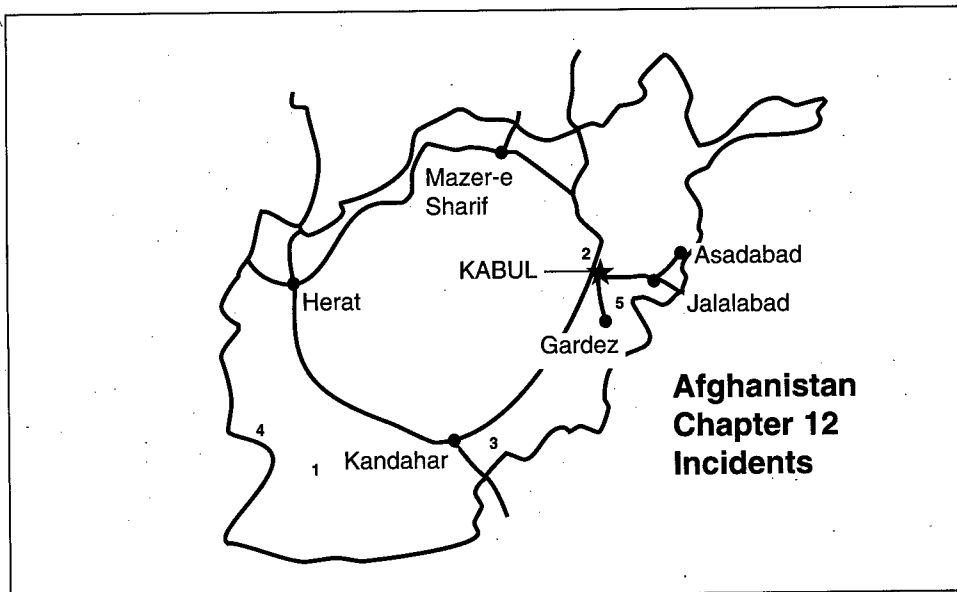 Mazer-e
Sharif
2
Asadabad
KABUL
Herat
5
Jalalabad
Gardez
Afghanistan
Chapter 12
Incidents
4
3
Kandahar
1